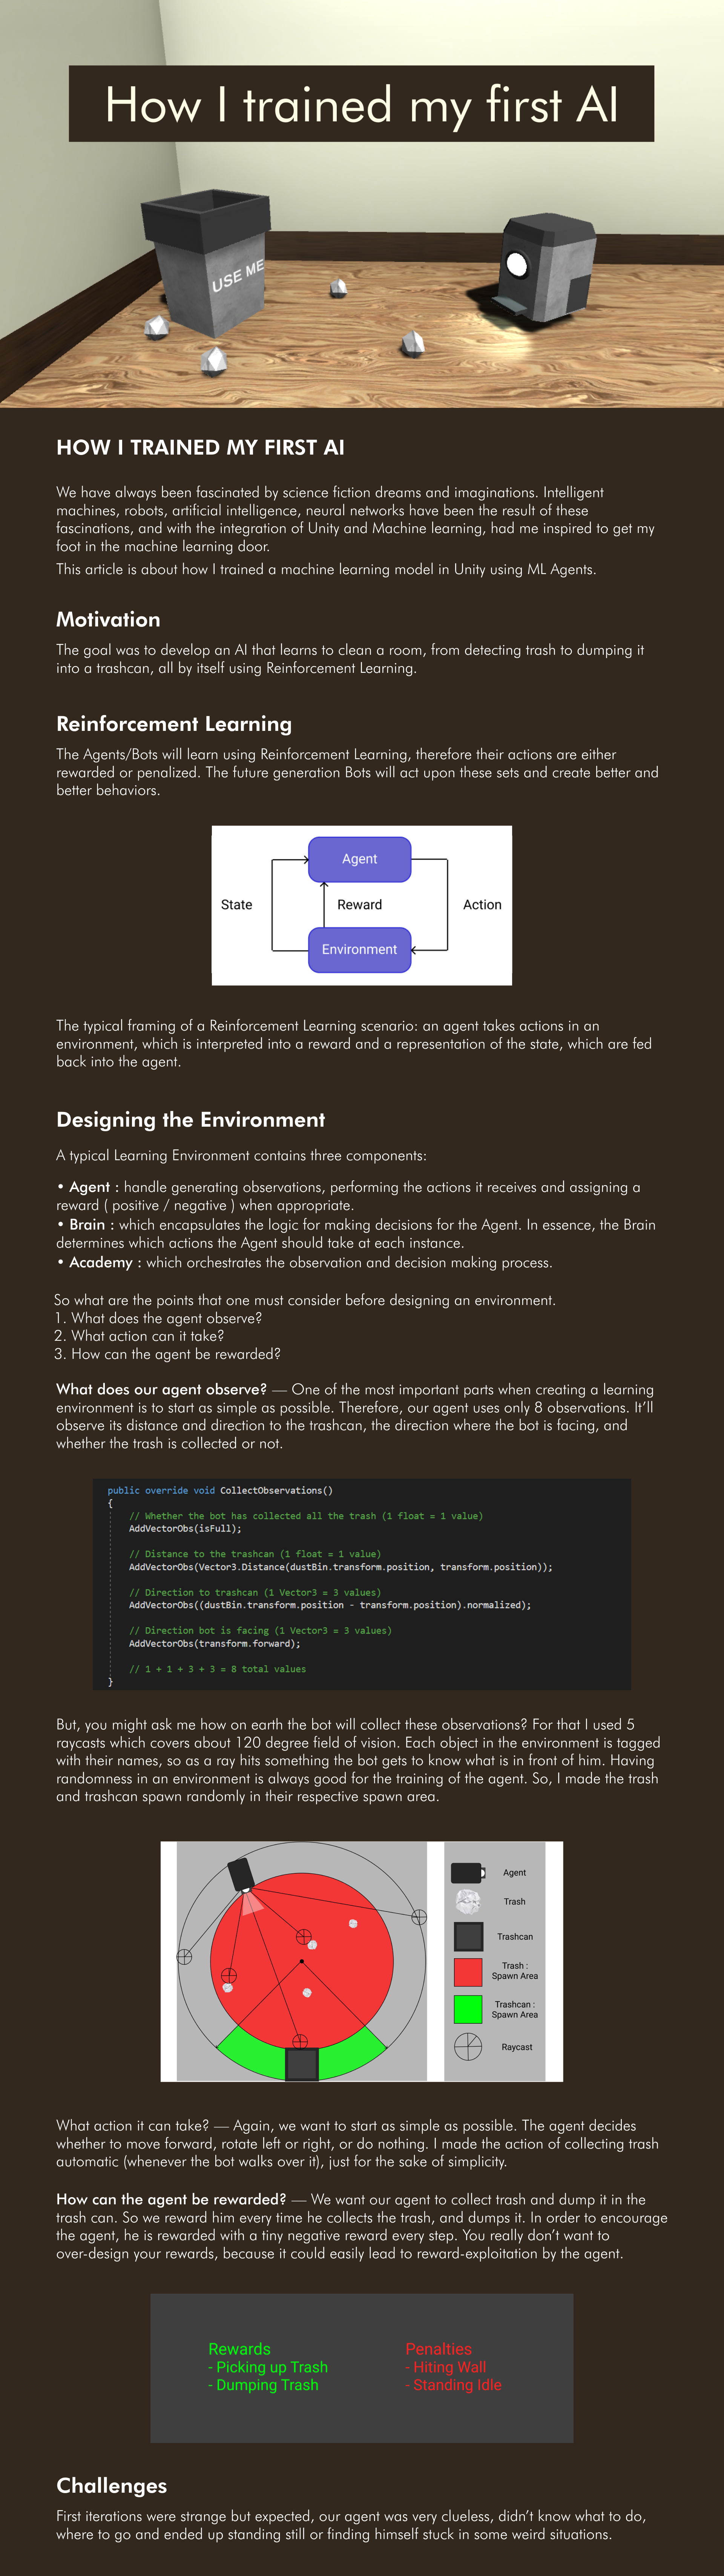 How I trained my first AI
USE ME
HOW I TRAINED MY FIRST AI
We have always been fascinated by science fiction dreams and imaginations. Intelligent
machines, robots, artificial intelligence, neural networks have been the result of these
fascinations, and with the integration of Unity and Machine learning, had me inspired to get my
foot in the machine learning door.
This article is about how I trained a machine learning model in Unity using ML Agents.
Motivation
The goal was to develop an AI that learns to clean a room, from detecting trash to dumping it
into a trashcan, all by itself using Reinforcement Learning.
Reinforcement Learning
The Agents/Bots will learn using Reinforcement Learning, therefore their actions are either
rewarded or penalized. The future generation Bots will act upon these sets and create better and
better behaviors.
Agent
State
Reward
Action
Environment
The typical framing of a Reinforcement Learning scenario: an agent takes actions in an
environment, which is interpreted into a reward and a representation of the state, which are fed
back into the agent.
Designing the Environment
A typical Learning Environment contains three components:
• Agent : handle generating observations, performing the actions it receives and assigning a
reward ( positive / negative ) when appropriate.
• Brain : which encapsulates the logic for making decisions for the Agent. In essence, the Brain
determines which actions the Agent should take at each instance.
• Academy : which orchestrates the observation and decision making process.
So what are the points that one must consider before designing an environment.
1. What does the agent observe?
2. What action can it take?
3. How can the agent be rewarded?
What does our agent observe? — One of the most important parts when creating a learning
environment is to start as simple as possible. Therefore, our agent uses only 8 observations. It'll
observe its distance and direction to the trashcan, the direction where the bot is facing, and
whether the trash is collected or not.
public override void CollectObservations()
{
// Whether the bot has collected all the trash (1 float = 1 value)
AddVectorObs(isFull);
// Distance to the trashcan (1 float = 1 value)
AddVectorObs(Vector3.Distance(dustBin.transform.position, transform.position));
// Direction to trashcan (1 Vector3 = 3 values)
AddVectorObs((dustBin.transform.position - transform.position).normalized);
// Direction bot is facing (1 Vector3 = 3 values)
AddVectorObs(transform.forward);
// 1 + 1 + 3 + 3 = 8 total values
}
But, you might ask me how on earth the bot will collect these observations? For that I used 5
raycasts which covers about 120 degree field of vision. Each object in the environment is tagged
with their names, so as a ray hits something the bot gets to know what is in front of him. Having
randomness in an environment is always good for the training of the agent. So, I made the trash
and trashcan spawn randomly in their respective spawn area.
Agent
Trash
Trashcan
Trash :
Spawn Area
Trashcan :
Spawn Area
Raycast
What action it can take? — Again, we want to start as simple as possible. The agent decides
whether to move forward, rotate left or right, or do nothing. I made the action of collecting trash
automatic (whenever the bot walks over it), just for the sake of simplicity.
How can the agent be rewarded? — We want our agent to collect trash and dump it in the
trash can. So we reward him every time he collects the trash, and dumps it. In order to encourage
the agent, he is rewarded with a tiny negative reward every step. You really don't want to
over-design your rewards, because it could easily lead to reward-exploitation by the agent.
Rewards
- Picking up Trash
- Dumping Trash
Penalties
- Hiting Wall
- Standing Idle
Challenges
First iterations were strange but expected, our agent was very clueless, didn't know what to do,
where to go and ended up standing still or finding himself stuck in some weird situations.